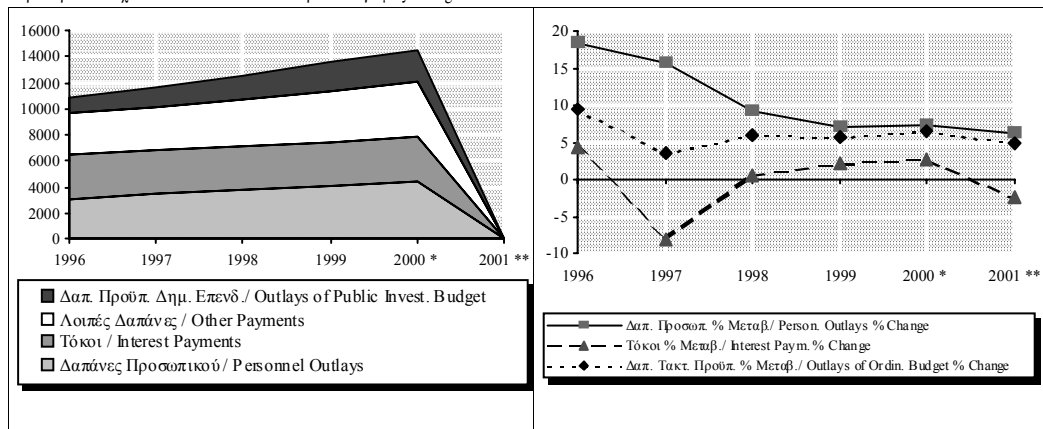 16000
14000
12000
10000
8000
6000
4000
2000
0
1996 1997 1998 1999 2000 * 2001 **
Δαπ. Προϋπ. Δημ. Επενδ./ Outlays of Public Invest. Budget
Λοιπές Δαπάνες / Other Payments
Τόκοι / Interest Payments
Δαπάνες Προσωπικού / Personnel Outlays
20
15
10
5
0
-5
-10
1996 1997 1998 1999 2000 * 2001 **
Δαπ. Προσωπ. % Μεταβ./ Person. Outlays % Change
Τόκοι % Μεταβ./ Interest Paym. % Change
Δαπ. Τακτ. Προϋπ. % Μεταβ./ Outlays of Ordin. Budget % Change